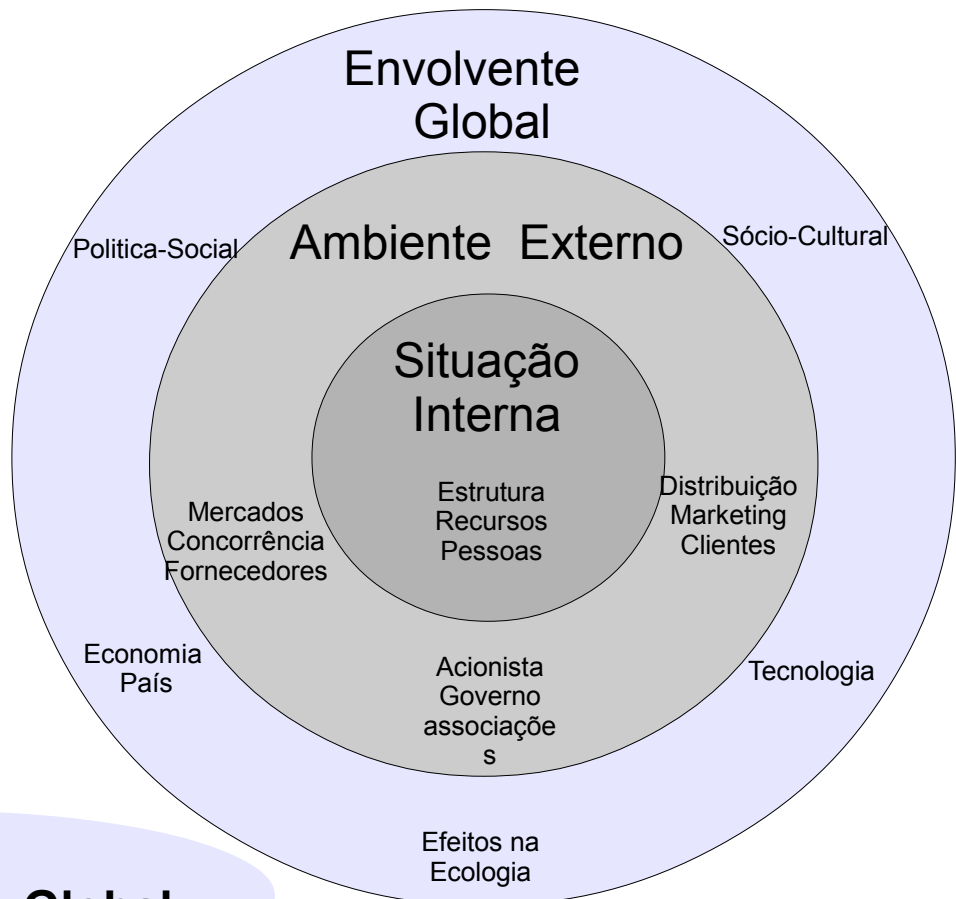 Envolvente
Global
Ambiente Externo
Politica-Social
Sócio-Cultural
Situação
Interna
Estrutura
Recursos
Pessoas
Mercados
Concorrência
Fornecedores
Distribuição
Marketing
Clientes
Economia
País
Acionista
Governo
associaçõe
s
Tecnologia
Efeitos na
Ecologia
Global